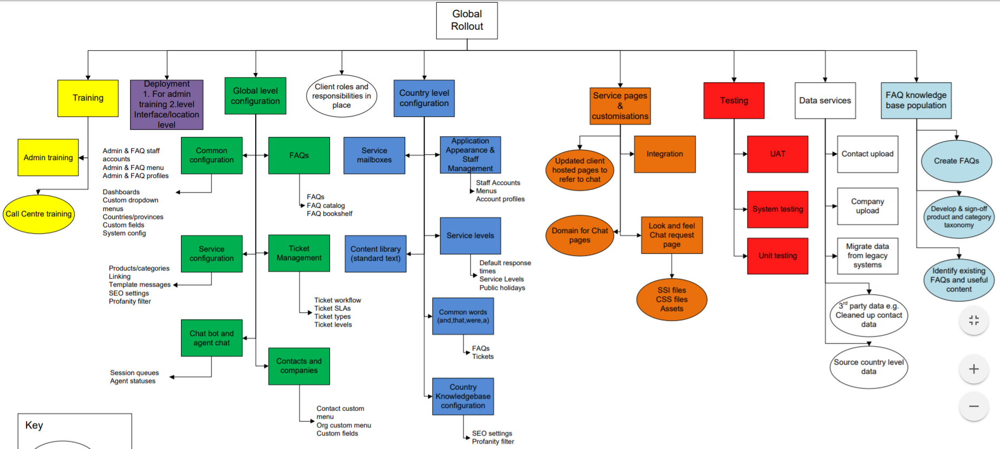 Global
Rollout
Training
Deployment
1. For admin
training 2.level
Interface/location
level
Global level
configuration
Client roles and
responsibilities in
place
Country level
configuration
Service pages
&
customisations
Testing
Data services
FAQ knowledge
base population
Admin training
Call Centre training
Common
configuration
Admin & FAQ staff
accounts
Admin & FAQ menu
Admin & FAQ profiles
Dashboards
Custom dropdown
menus
Countries/provinces
Custom fields
System config
FAQs
FAQs
FAQ catalog
FAQ bookshelf
Service
configuration
Products/categories
Linking
Template messages
SEO settings
Profanity filter
Ticket
Management
Ticket workflow
Ticket SLAs
Ticket types
Ticket levels
Chat bot and
agent chat
Session queues
Agent statuses
Contacts and
companies
Contact custom
menu
Org custom menu
Custom fields
Service
mailboxes
Application
Appearance &
Staff
Management
Staff Accounts
Menus
Account profiles
Content library
(standard text)
Service levels
Default response
times
Service Levels
Public holidays
Common words
(and,that,were,a)
FAQs
Tickets
Country
Knowledgebase
configuration
SEO settings
Profanity filter
Updated client
hosted pages to
refer to chat
Integration
Domain for Chat
pages
Look and feel
Chat request
page
SSI files
CSS files
Assets
UAT
System testing
Unit testing
Contact upload
Company
upload
Migrate data
from legacy
systems
3rd party data e.g.
Cleaned up contact
data
Source country level
data
Create FAQs
Develop & sign-off
product and category
taxonomy
Identify existing
FAQs and useful
content
Key